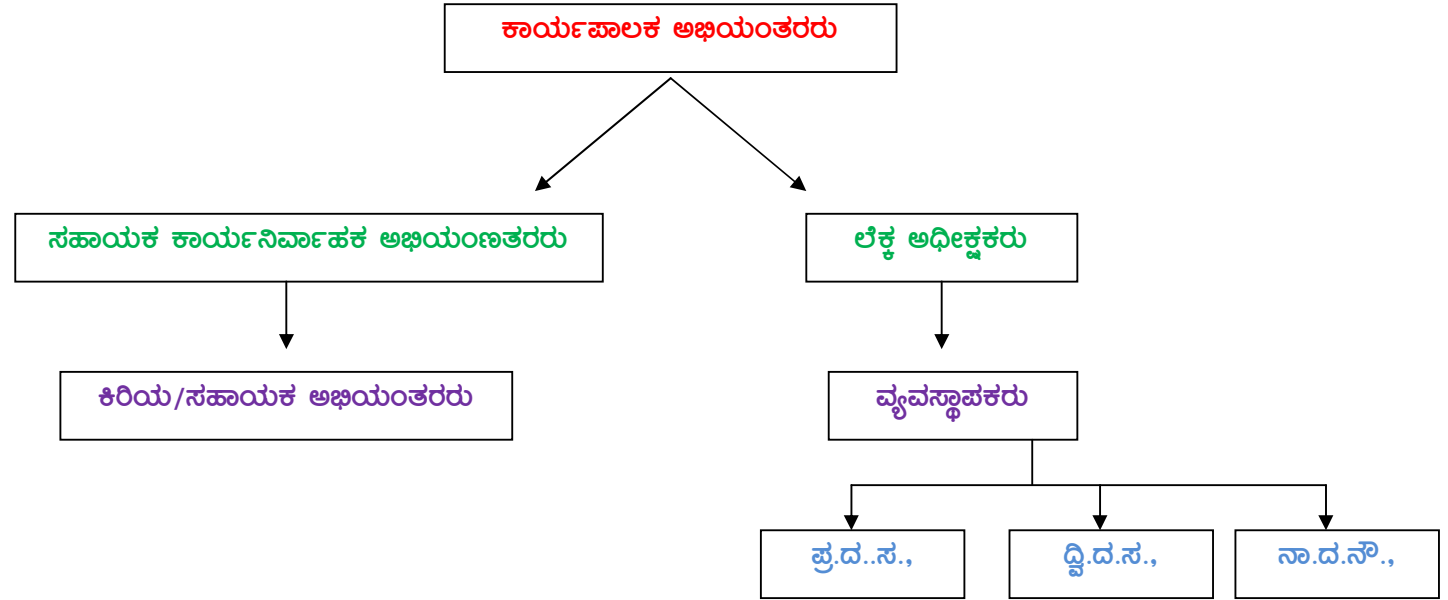 ಕಾರ್ಯಪಾಲಕ ಅಭಿಯಂತರರು
ಸಹಾಯಕ ಕಾರ್ಯನಿರ್ವಾಹಕ ಅಭಿಯಂಣತರರು
ಲೆಕ್ಕ ಅಧೀಕ್ಷಕರು
ಕಿರಿಯ/ಸಹಾಯಕ ಅಭಿಯಂತರರು
ವ್ಯವಸ್ಥಾಪಕರು
ಪ್ರ.ದ..ಸ.,
ದ್ವಿ.ದ.ಸ.,
ನಾ.ದ.ನೌ.,